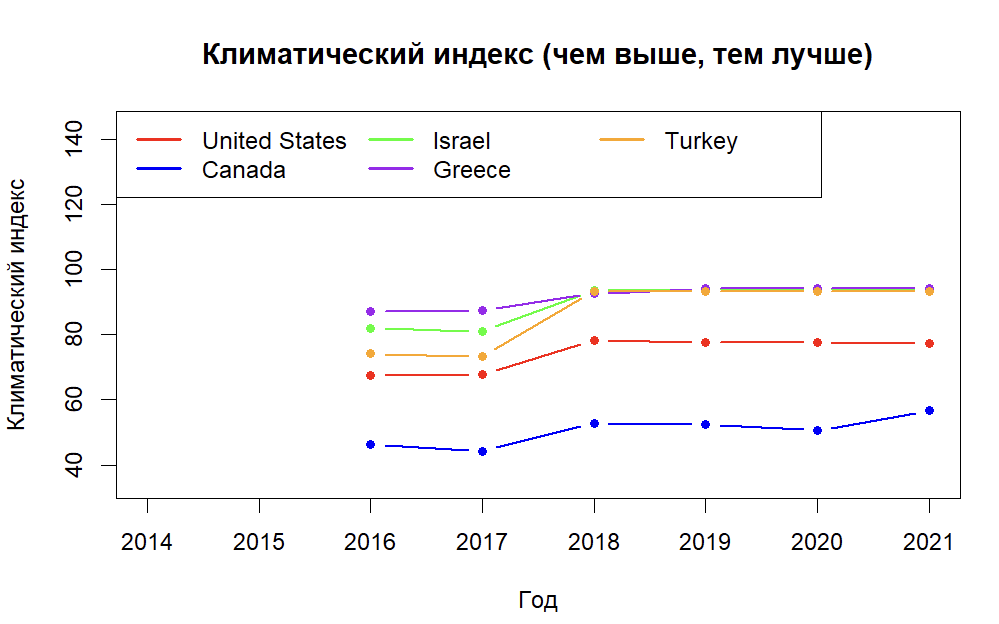 Климатический индекс (чем выше, тем лучше)
United States Israel Turkey
Canada Greece
Климатический индекс
140
120
100
80
60
40
2014 2015 2016 2017 2018 2019 2020 2021
Год